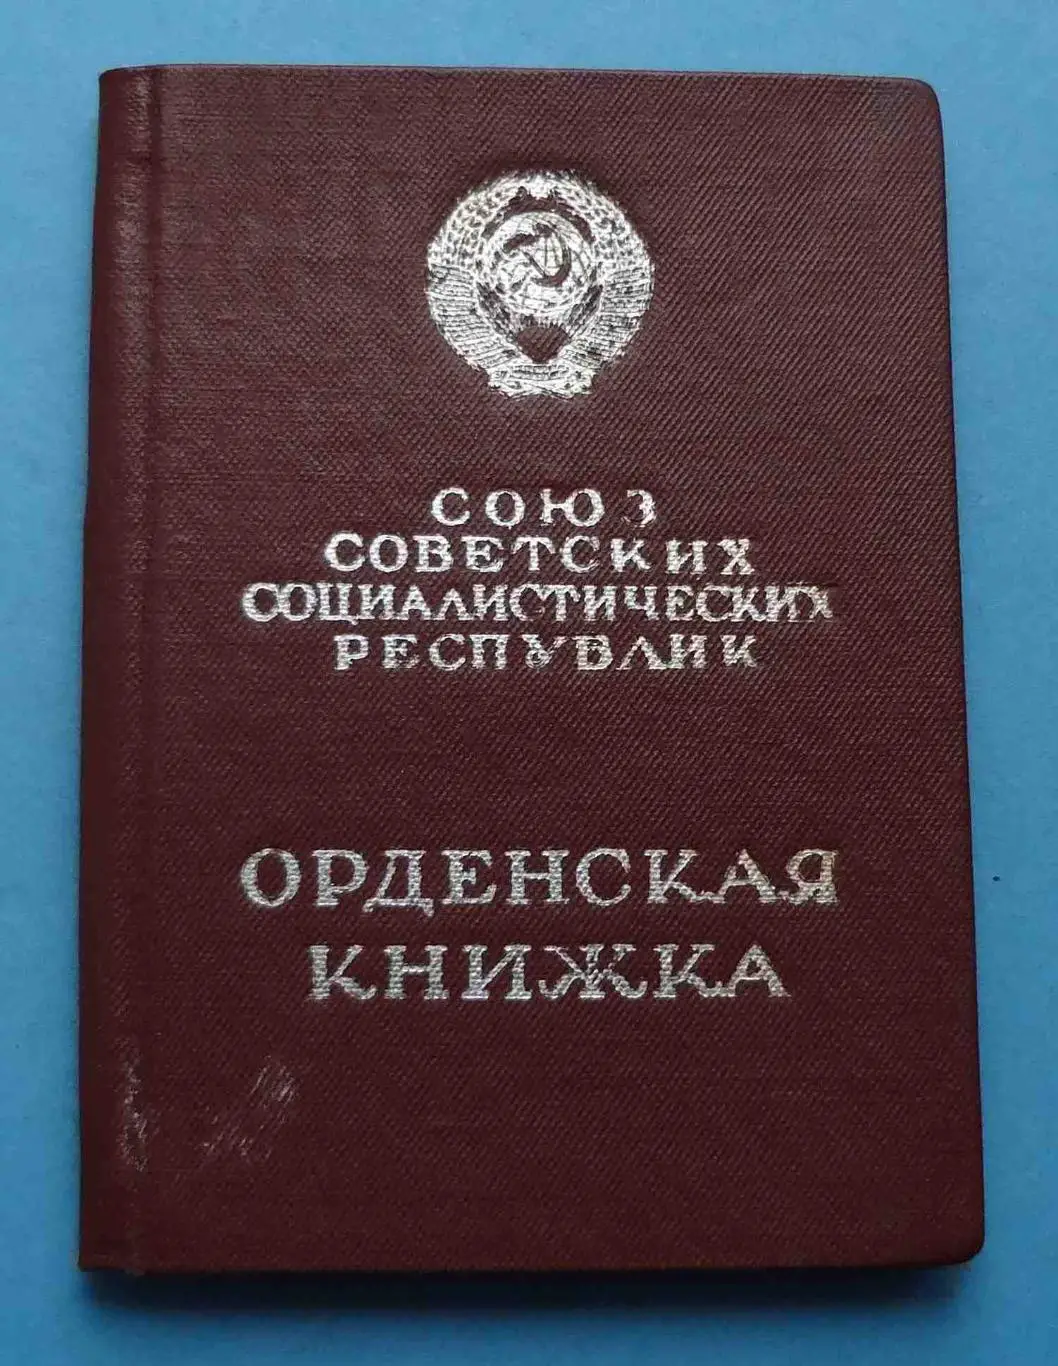 СОЮЗ
СОВЕТСКИХ
СОЦИАЛИСТИЧЕСКИХ
РЕСПУБЛИК
ОРДЕНСКАЯ
КНИЖКА